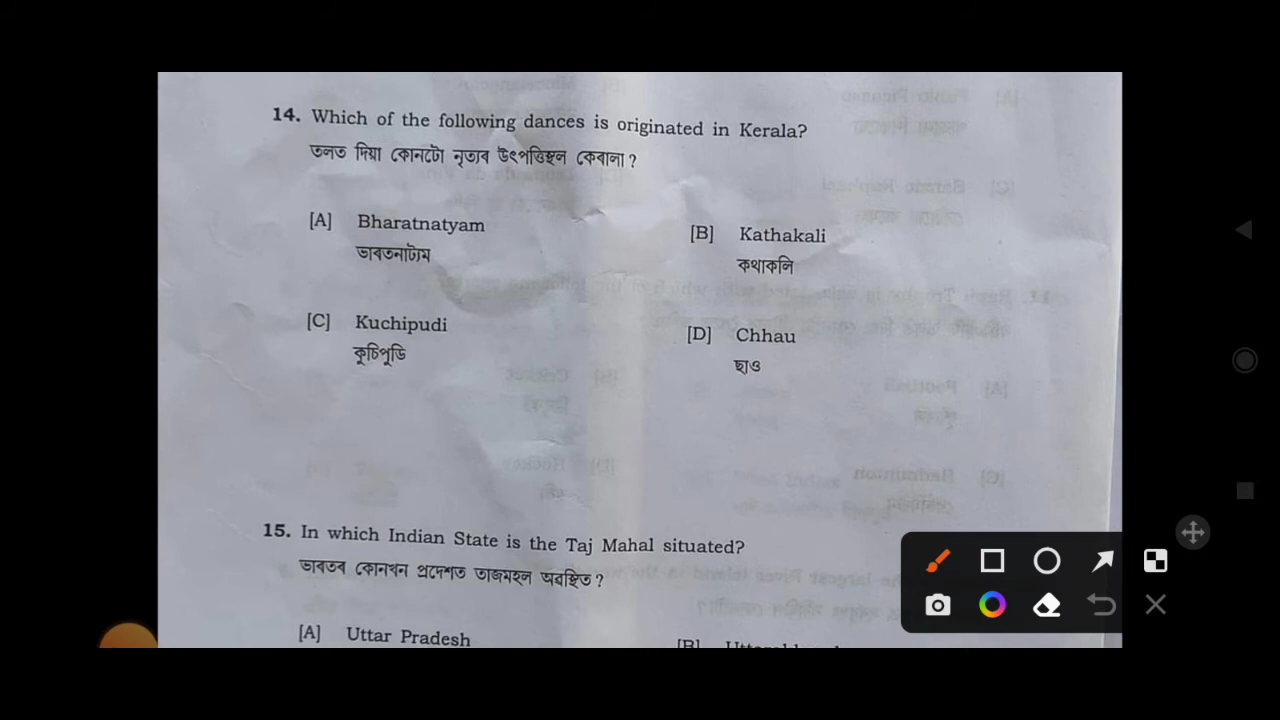 14. Which of the following dances is originated in Kerala?
তলত দিয়া কোনটো নৃত্যৰ উৎপত্তিস্থল কেৰালা ?
[A] Bharatnatyam [B] Kathakali
ভাৰতনাট্যম কথাকলি
[C] Kuchipudi [D] Chhau
কুচিপুডি ছাও
15. In which Indian State is the Taj Mahal situated?
ভাৰতৰ কোনখন প্ৰদেশত তাজমহল অৱস্থিত ?
[A] Uttar Pradesh [B]